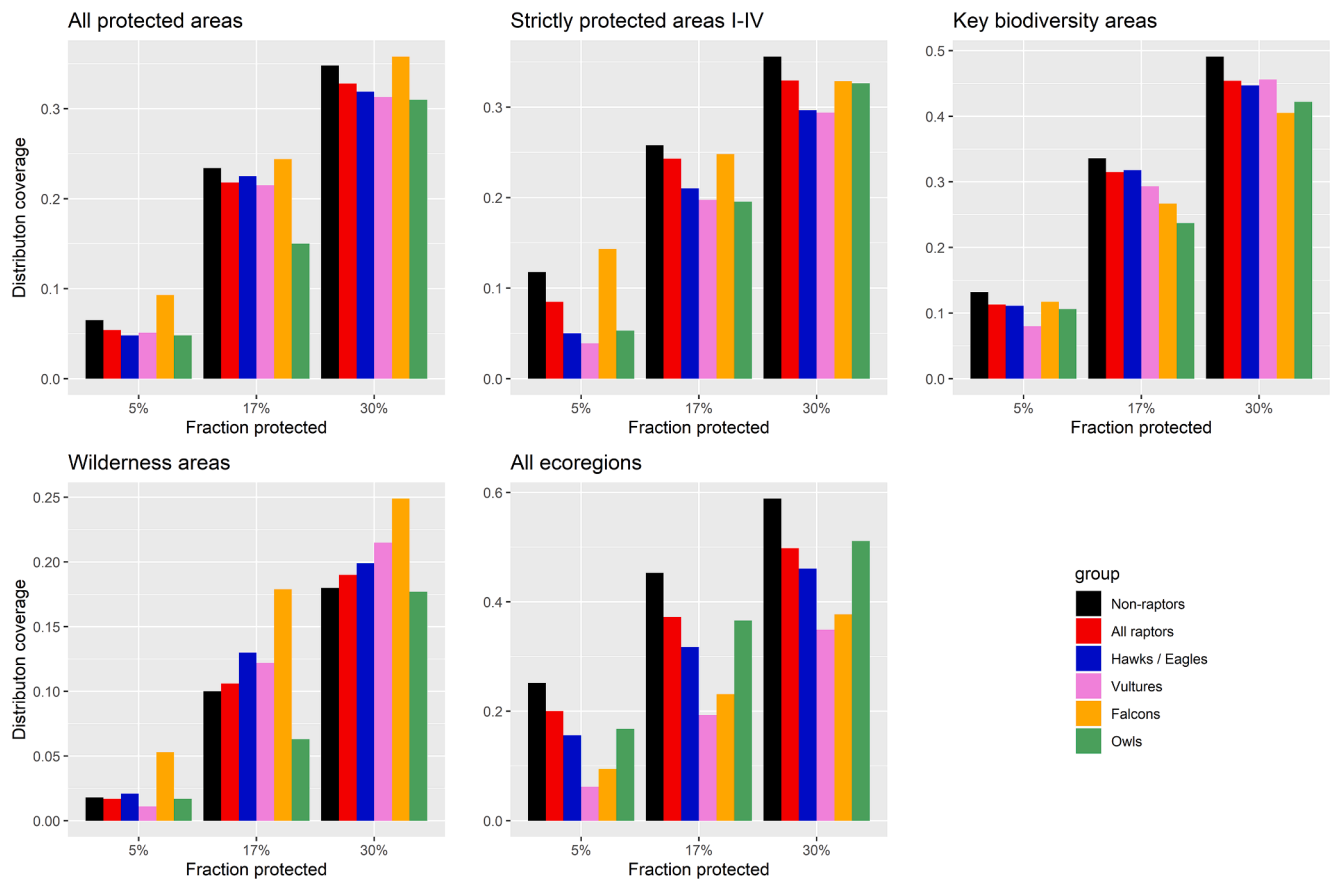 All protected areas
Distributon coverage
0.3
0.2
0.1
0.0
5% 17% 30%
Fraction protected
Strictly protected areas I-IV
0.3
0.2
0.1
0.0
5% 17% 30%
Fraction protected
Key biodiversity areas
0.5
0.4
0.3
0.2
0.1
0.0
5% 17% 30%
Fraction protected
Wilderness areas
Distributon coverage
0.25
0.20
0.15
0.10
0.05
0.00
5% 17% 30%
Fraction protected
All ecoregions
0.6
0.4
0.2
0.0
5% 17% 30%
Fraction protected
group
Non-raptors
All raptors
Hawks / Eagles
Vultures
Falcons
Owls